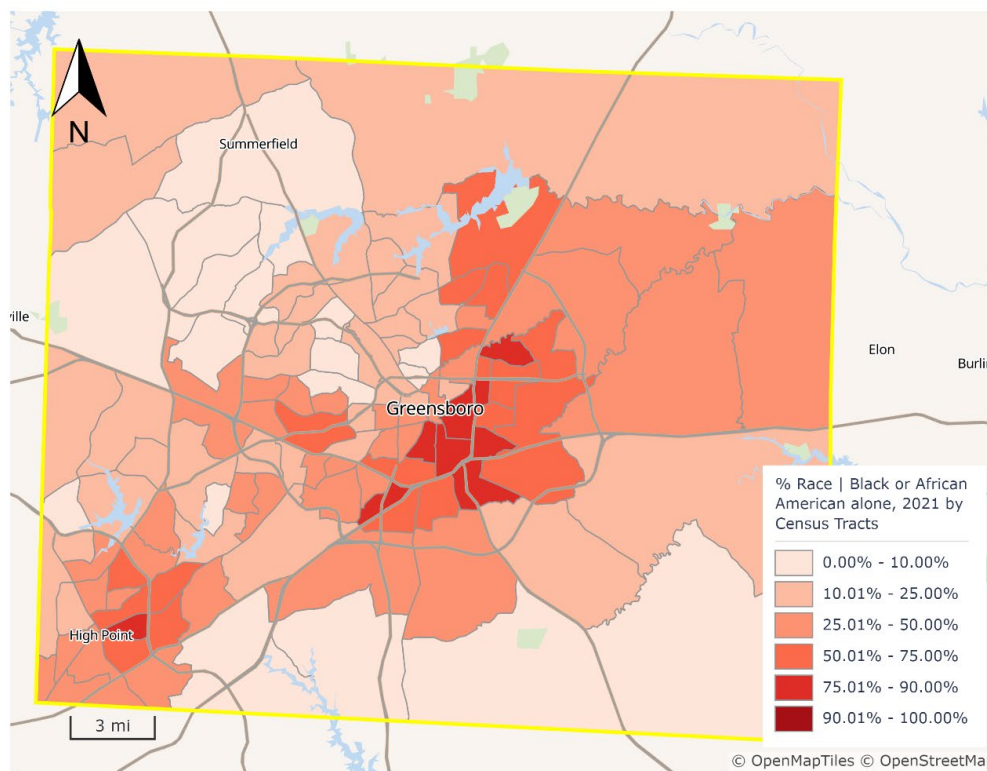 N
Summerfield
ville
Elon
Burlin
Greensboro
High Point
3 mi
% Race | Black or African
American alone, 2021 by
Census Tracts
0.00% - 10.00%
10.01% - 25.00%
25.01% - 50.00%
50.01% - 75.00%
75.01% - 90.00%
90.01% - 100.00%
© OpenMapTiles © OpenStreetMa